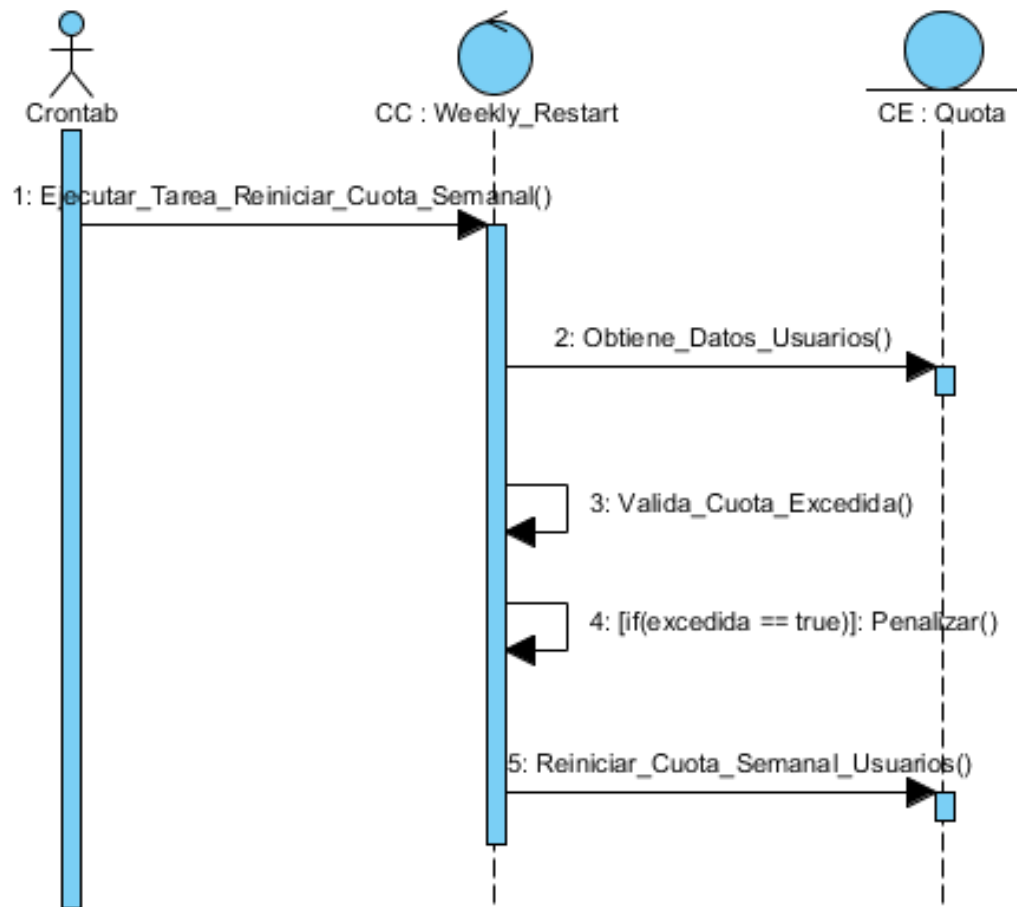 Crontab
CC : Weekly_Restart
CE : Quota
1: Ejecutar_Tarea_Reiniciar_Cuota_Semanal()
2: Obtiene_Datos_Usuarios()
3: Valida_Cuota_Excedida()
4: [if(excedida == true)]: Penalizar()
5: Reiniciar_Cuota_Semanal_Usuarios()